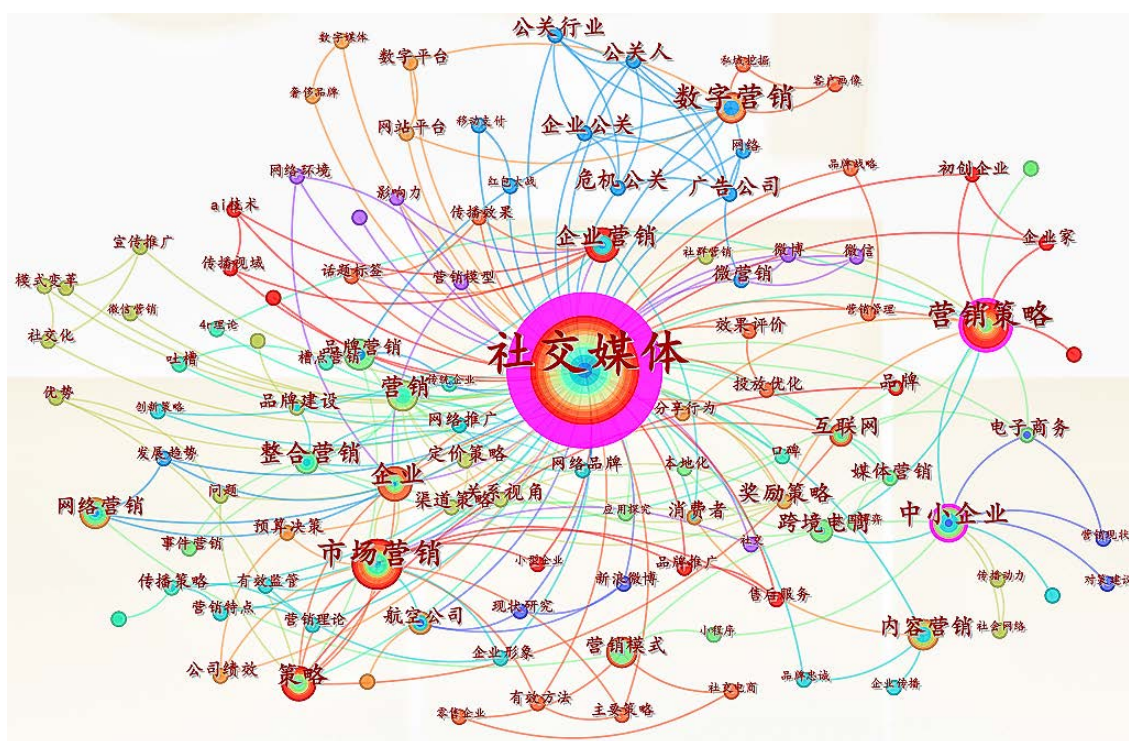 公关行业
数字媒体
公关人
数字平台
私域挖掘
客户画像
奢侈品牌
数字营销
移动支付
企业公关
网站平台
网络
品牌战略
初创企业
网络环境
红包大战
危机公关
广告公司
影响力
ai技术
传播效果
企业营销
企业家
宣传推广
社群营销
微博
微信
传播视域
话题标签
营销模型
微营销
模式变革
微信营销
营销管理
营销策略
4r理论
效果评价
社交化
品牌营销
社交媒体
吐槽
槽点营销
传统企业
投放优化
品牌
优势
营销
创新策略
品牌建设
分享行为
网络推广
互联网
电子商务
发展趋势
整合营销
定价策略
网络品牌
本地化
口碑
媒体营销
企业
问题
渠道策略
关系视角
奖励策略
网络营销
应用探究
消费者
跨境电商
中小企业
预算决策
营销现状
事件营销
社交
市场营销
小型企业
品牌推广
传播策略
有效监管
新浪微博
传播动力
对策建议
售后服务
营销特点
现状研究
营销理论
航空公司
内容营销
社会网络
小程序
营销模式
企业形象
公司绩效
策略
品牌忠诚
企业传播
有效方法
社交电商
零售企业
主要策略